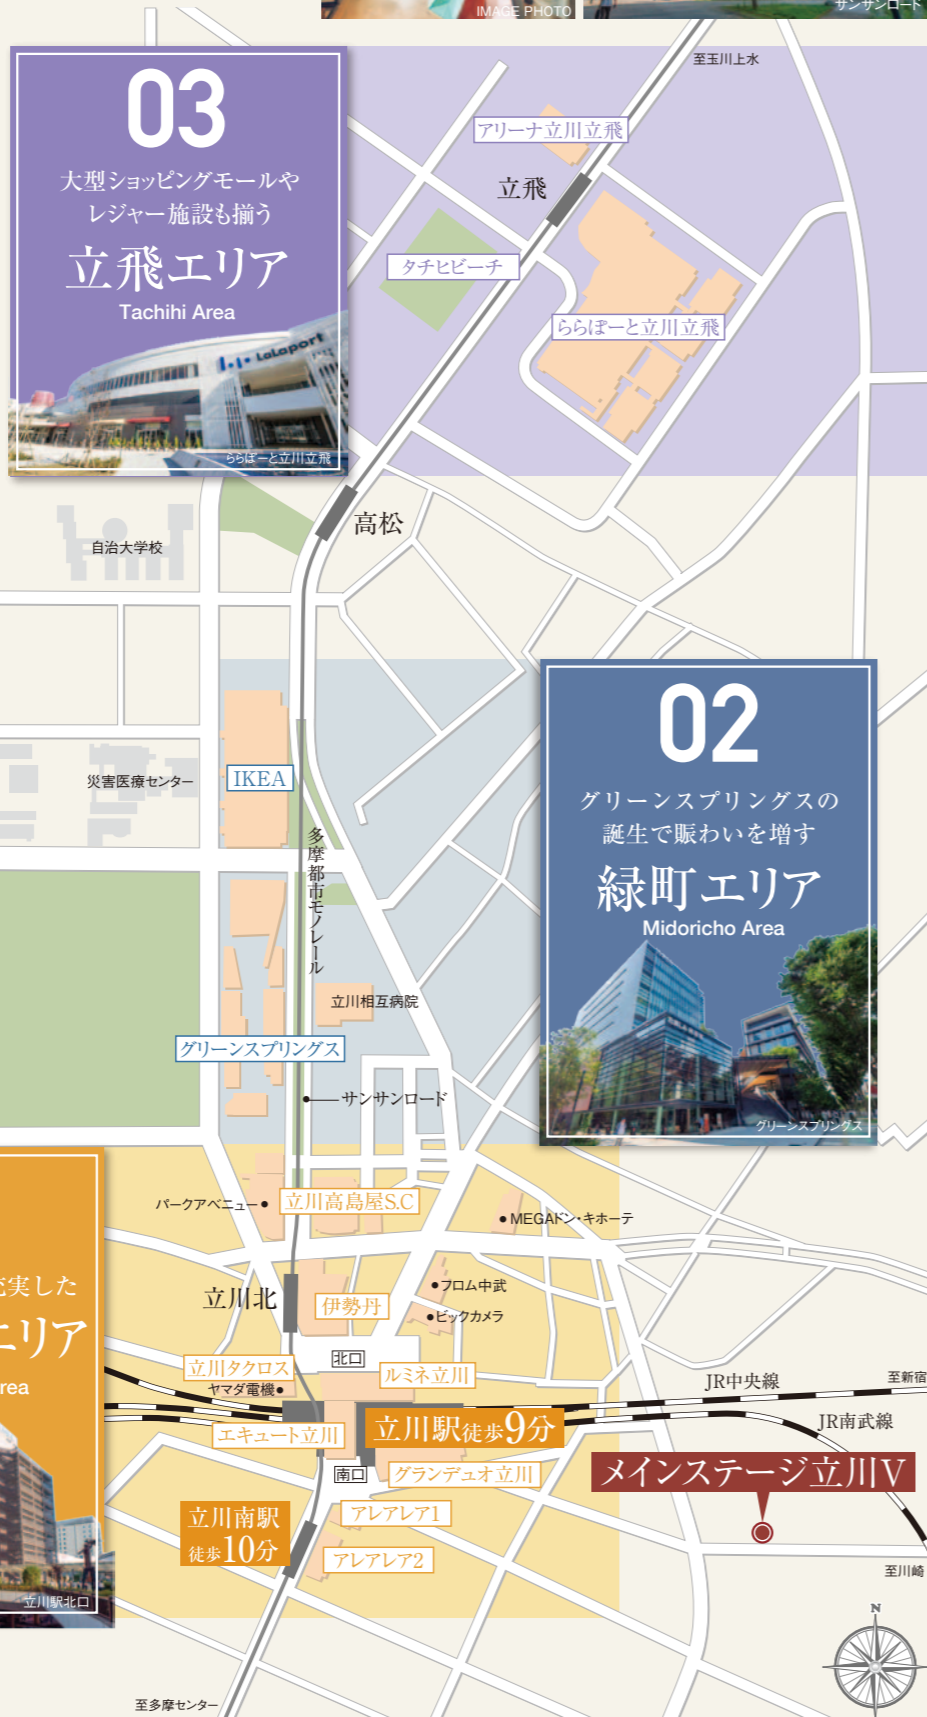 IMAGE PHOTO
サンサンロード
至玉川上水
03
大型ショッピングモールや
レジャー施設も揃う
立飛エリア
Tachihi Area
LaLaport
ららぽーと立川立飛
アリーナ立川立飛
立飛
タチヒビーチ
ららぽーと立川立飛
高松
自治大学校
02
グリーンスプリングスの
誕生で賑わいを増す
緑町エリア
Midoricho Area
グリーンスプリングス
災害医療センター
IKEA
多摩都市モノレール
立川相互病院
グリーンスプリングス
サンサンロード
パークアベニュー
立川高島屋S.C
MEGAドン・キホーテ
実した
エリア
rea
立川駅北口
立川北
伊勢丹
フロム中武
ビックカメラ
北口
立川タクロス
ルミネ立川
ヤマダ電機
JR中央線
至新宿
エキュート立川
立川駅徒歩9分
JR南武線
南口
グランデュオ立川
メインステージ立川V
立川南駅
徒歩10分
アレアレア1
アレアレア2
至川崎
N
至多摩センター